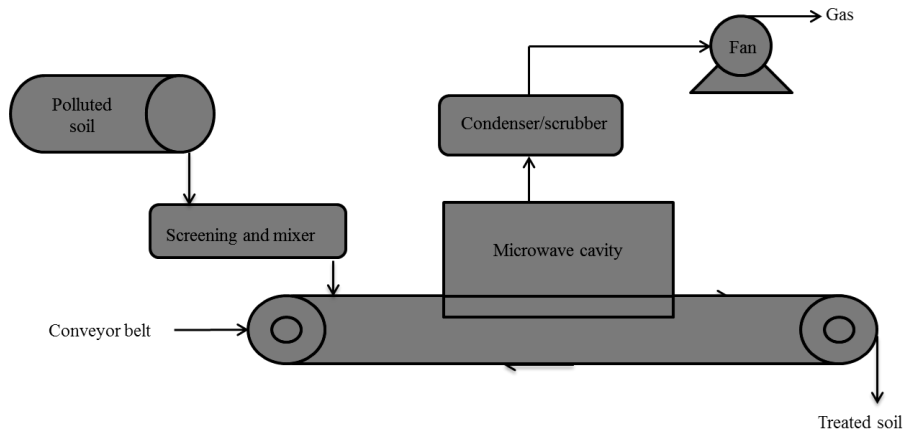 Gas
Fan
Polluted
soil
Condenser/scrubber
Screening and mixer
Microwave cavity
Conveyor belt
Treated soil